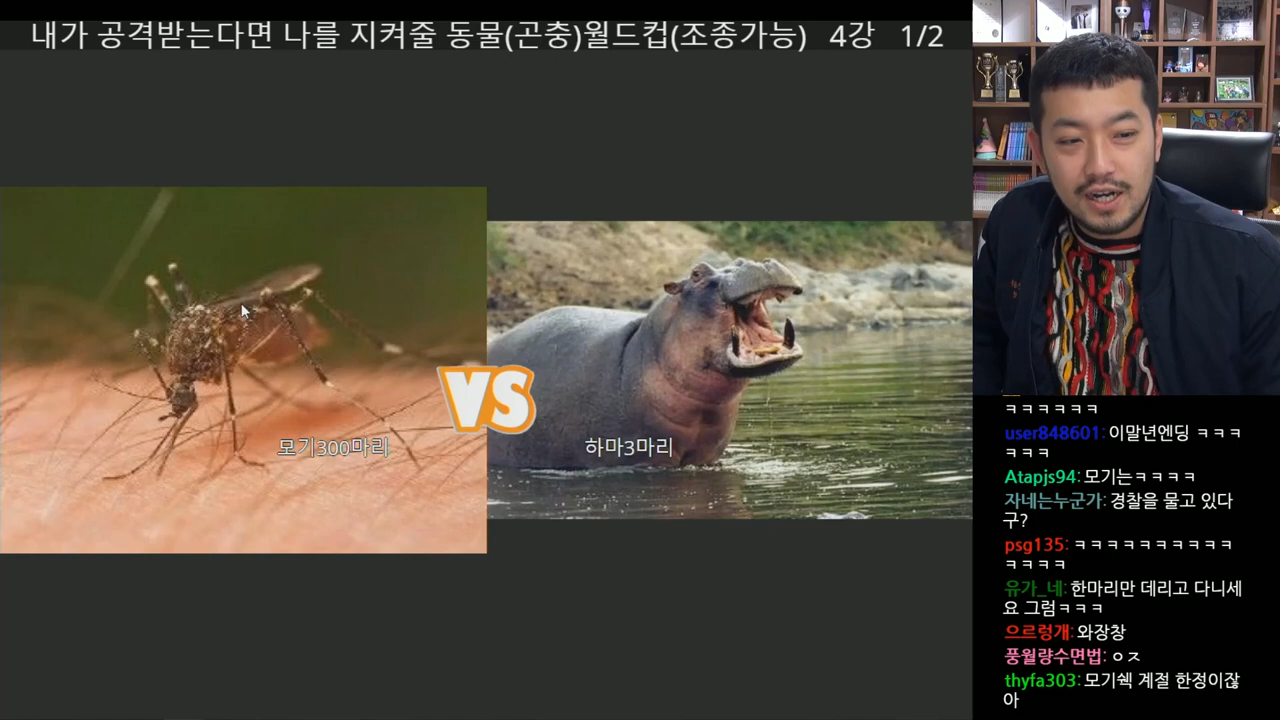 내가 공격받는다면 나를 지켜줄 동물(곤충)월드컵(조종가능) 4강 1/2
VS
모기300마리
하마3마리
ㅋㅋㅋㅋㅋㅋ
user848601: 이말년엔딩 ㅋㅋㅋ
ㅋㅋㅋ
Atapjs94: 모기는ㅋㅋㅋㅋ
자네는누군가: 경찰을 물고 있다
구?
psg135: ㅋㅋㅋㅋㅋㅋㅋㅋㅋㅋ
ㅋㅋㅋㅋ
유가_네: 한마리만 데리고 다니세
요 그럼ㅋㅋㅋ
으르렁개: 와장창
풍월량수면법: ㅇㅈ
thyfa303: 모기쉑 계절 한정이잖
아